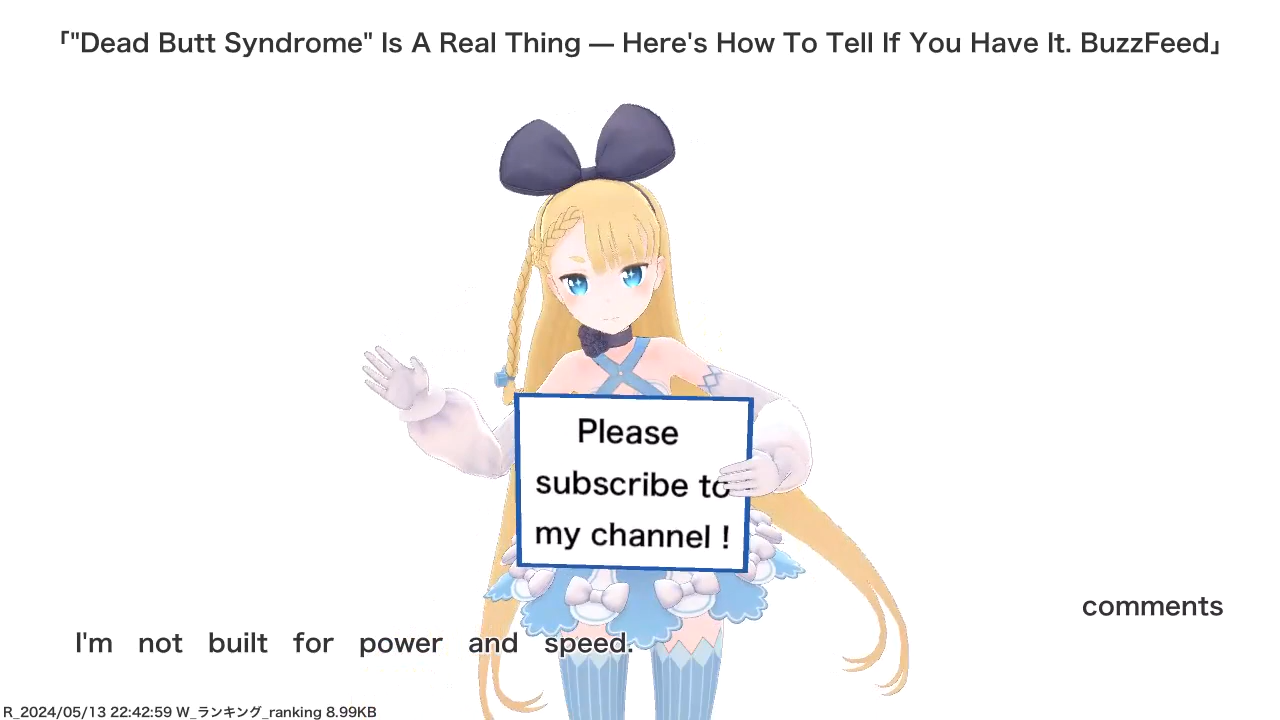 「"Dead Butt Syndrome" Is A Real Thing — Here's How To Tell If You Have It. BuzzFeed」
Please
subscribe to
my channel !
comments
I'm not built for power and speed.
R_2024/05/13 22:42:59 W_ランキング_ranking 8.99KB